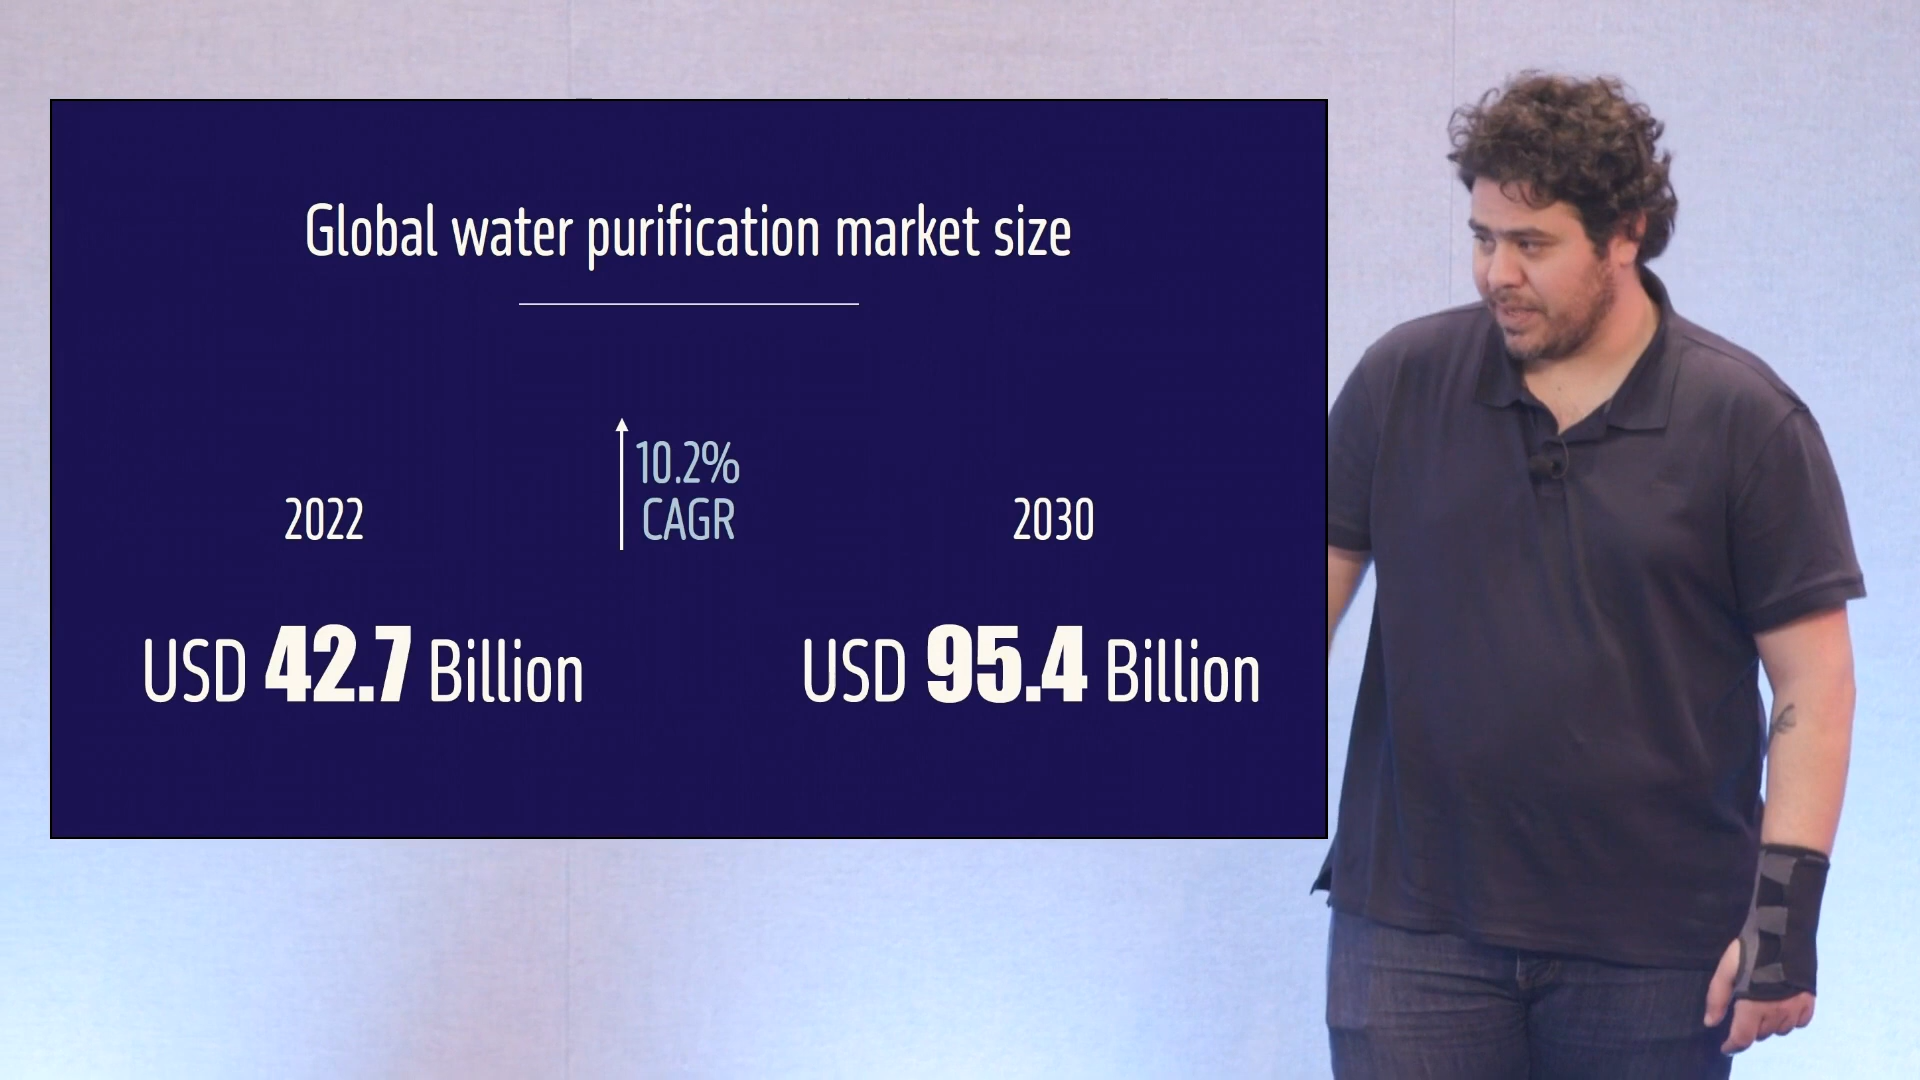 Global water purification market size
10.2%
CAGR
2022
2030
USD 42.7 Billion
USD 95.4 Billion